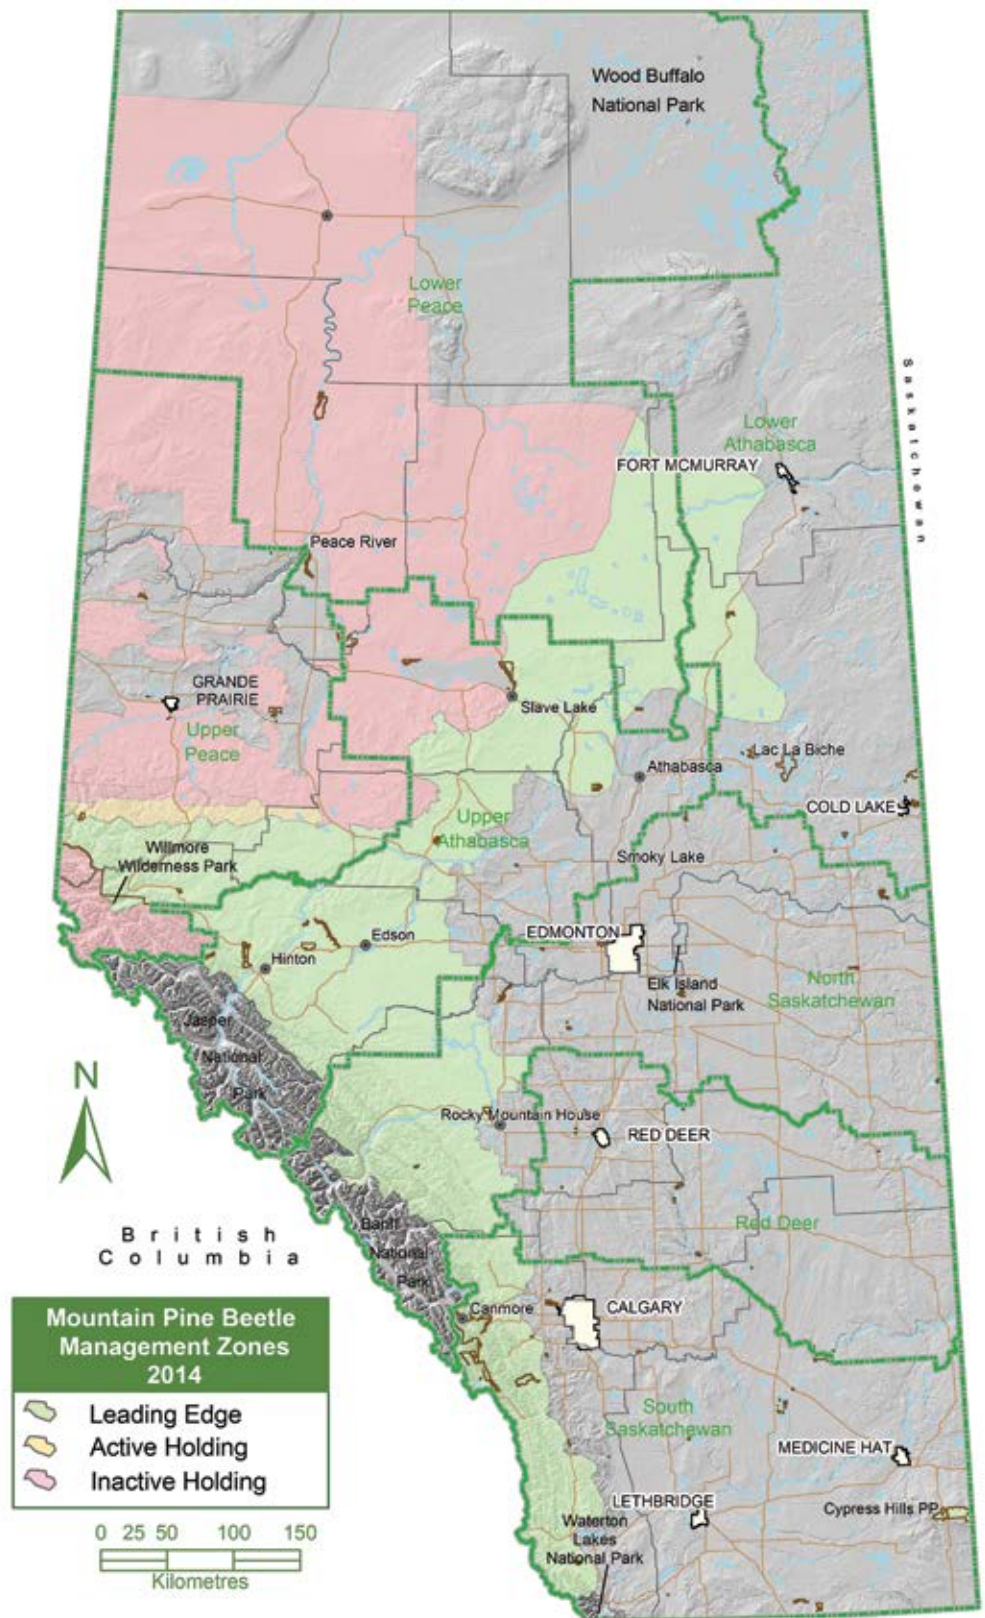 Wood Buffalo
National Park
Lower
Peace
Saskatchewan
Lower
Athabasca
FORT MCMURRAY
Peace River
GRANDE
PRAIRIE
Slave Lake
Upper
Peace
Lac La Biche
Athabasca
COLD LAKE
Upper
Athabasca
Willmore
Wilderness Park
Smoky Lake
EDMONTON
Edson
Hinton
Elk Island
National Park
North
Saskatchewan
Jasper
National
Park
N
Rocky Mountain House
RED DEER
British
Columbia
Banff
National
Park
Red Deer
Canmore
CALGARY
Mountain Pine Beetle
Management Zones
2014
Leading Edge
Active Holding
Inactive Holding
South
Saskatchewan
MEDICINE HAT
LETHBRIDGE
Cypress Hills PP
Waterton
Lakes
National Park
0 25 50 100 150
Kilometres